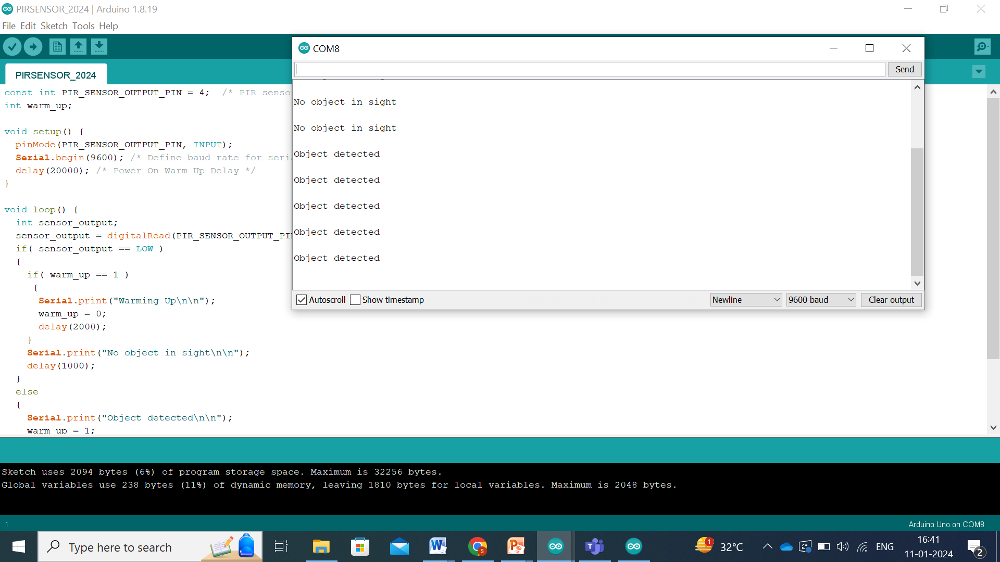 PIRSENSOR_2024 | Arduino 1.8.19
File Edit Sketch Tools Help
PIRSENSOR_2024
const int PIR_SENSOR_OUTPUT_PIN = 4;  /* PIR senso
int warm_up;
void setup() {
pinMode(PIR_SENSOR_OUTPUT_PIN, INPUT);
Serial.begin(9600); /* Define baud rate for seri
delay(20000); /* Power On Warm Up Delay */
}
void loop() {
int sensor_output;
sensor_output = digitalRead(PIR_SENSOR_OUTPUT_PI
if( sensor_output == LOW )
{
if( warm_up == 1 )
{
Serial.print("Warming Up\n\n");
warm_up = 0;
delay(2000);
}
Serial.print("No object in sight\n\n");
delay(1000);
}
else
{
Serial.print("Object detected\n\n");
warm_up = 1;
COM8
Send
No object in sight
No object in sight
Object detected
Object detected
Object detected
Object detected
Object detected
Autoscroll Show timestamp Newline 9600 baud Clear output
Sketch uses 2094 bytes (6%) of program storage space. Maximum is 32256 bytes.
Global variables use 238 bytes (11%) of dynamic memory, leaving 1810 bytes for local variables. Maximum is 2048 bytes.
1 Arduino Uno on COM8
Type here to search
1 32°C ENG 16:41
11-01-2024
2